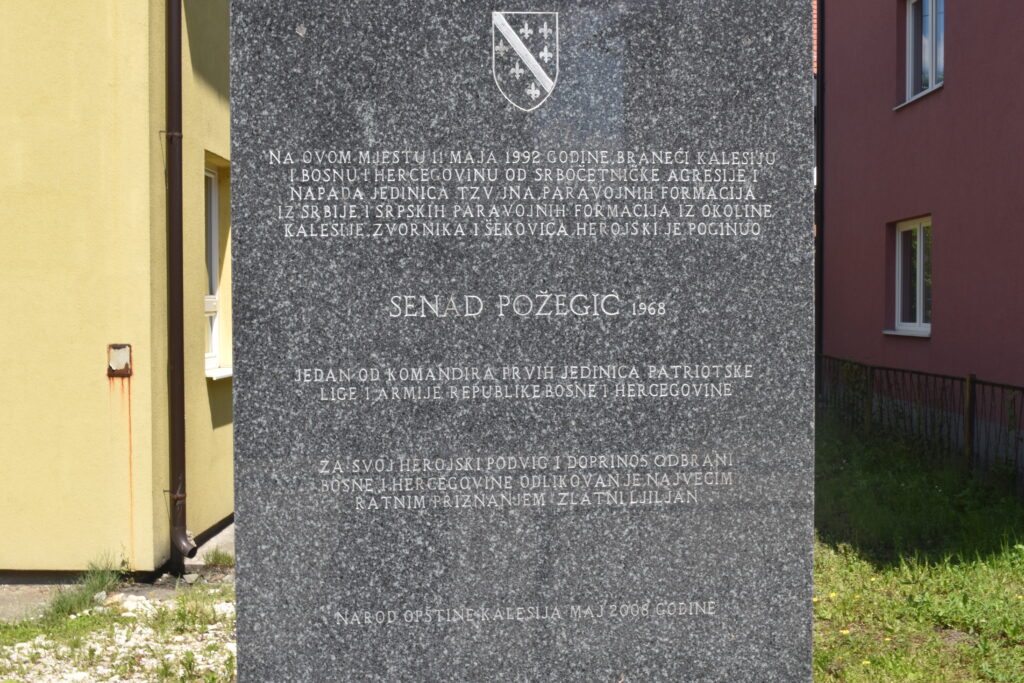 NA OVOM MJESTU 11 MAJA 1992 GODINE, BRANEĆI KALESIJU
I BOSNU I HERCEGOVINU OD SRBOČETNIČKE AGRESIJE I
NAPADA JEDINICA TZV JNA, PARAVOJNIH FORMACIJA
IZ SRBIJE, I SRPSKIH PARAVOJNIH FORMACIJA IZ OKOLINE
KALESIJE, ZVORNIKA I ŠEKOVIĆA, HEROJSKI JE POGINUO
SENAD POŽEGIĆ 1968
JEDAN OD KOMANDIRA PRVIH JEDINICA PATRIOTSKE
LIGE I ARMIJE REPUBLIKE BOSNE I HERCEGOVINE
ZA SVOJ HEROJSKI PODVIG I DOPRINOS ODBRANI
BOSNE I HERCEGOVINE ODLIKOVAN JE NAJVEĆIM
RATNIM PRIZNANJEM ZLATNI LJILJAN
NAROD OPŠTINE KALESIJA MAJ 2008 GODINE